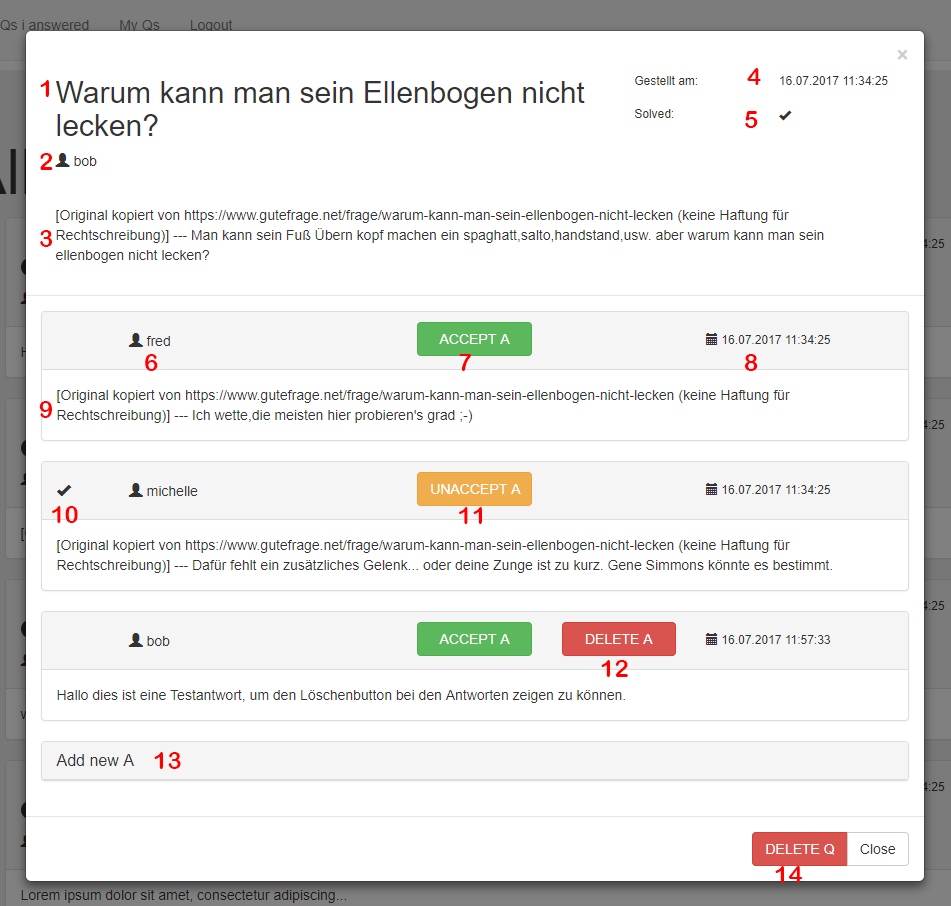 Qs i answered My Qs Logout
×
1 Warum kann man sein Ellenbogen nicht
lecken?
Gestellt am: 4 16.07.2017 11:34:25
Solved: 5
2 bob
[Original kopiert von https://www.gutefrage.net/frage/warum-kann-man-sein-ellenbogen-nicht-lecken (keine Haftung für
3 Rechtschreibung)] --- Man kann sein Fuß Übern kopf machen ein spaghatt,salto,handstand,usw. aber warum kann man sein
ellenbogen nicht lecken?
fred ACCEPT A 16.07.2017 11:34:25
6 7 8
[Original kopiert von https://www.gutefrage.net/frage/warum-kann-man-sein-ellenbogen-nicht-lecken (keine Haftung für
9 Rechtschreibung)] --- Ich wette,die meisten hier probieren's grad ;-)
michelle UNACCEPT A 16.07.2017 11:34:25
10 11
[Original kopiert von https://www.gutefrage.net/frage/warum-kann-man-sein-ellenbogen-nicht-lecken (keine Haftung für
Rechtschreibung)] --- Dafür fehlt ein zusätzliches Gelenk... oder deine Zunge ist zu kurz. Gene Simmons könnte es bestimmt.
bob ACCEPT A DELETE A 16.07.2017 11:57:33
12
Hallo dies ist eine Testantwort, um den Löschenbutton bei den Antworten zeigen zu können.
Add new A 13
DELETE Q Close
14
Lorem ipsum dolor sit amet, consectetur adipiscing...